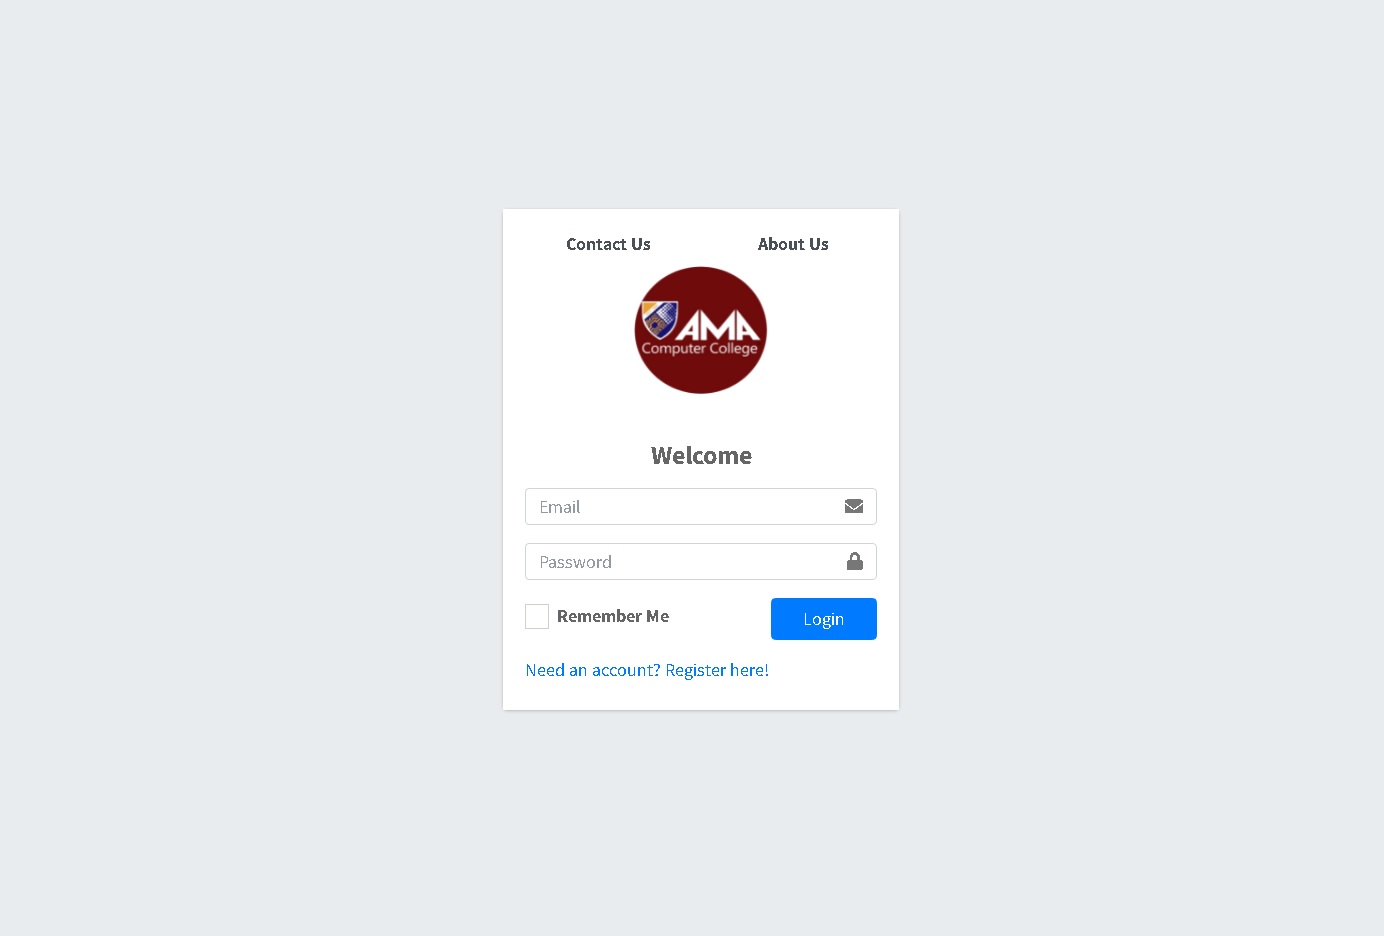 Contact Us About Us
AMA
Computer College
Welcome
Email
Password
Remember Me Login
Need an account? Register here!